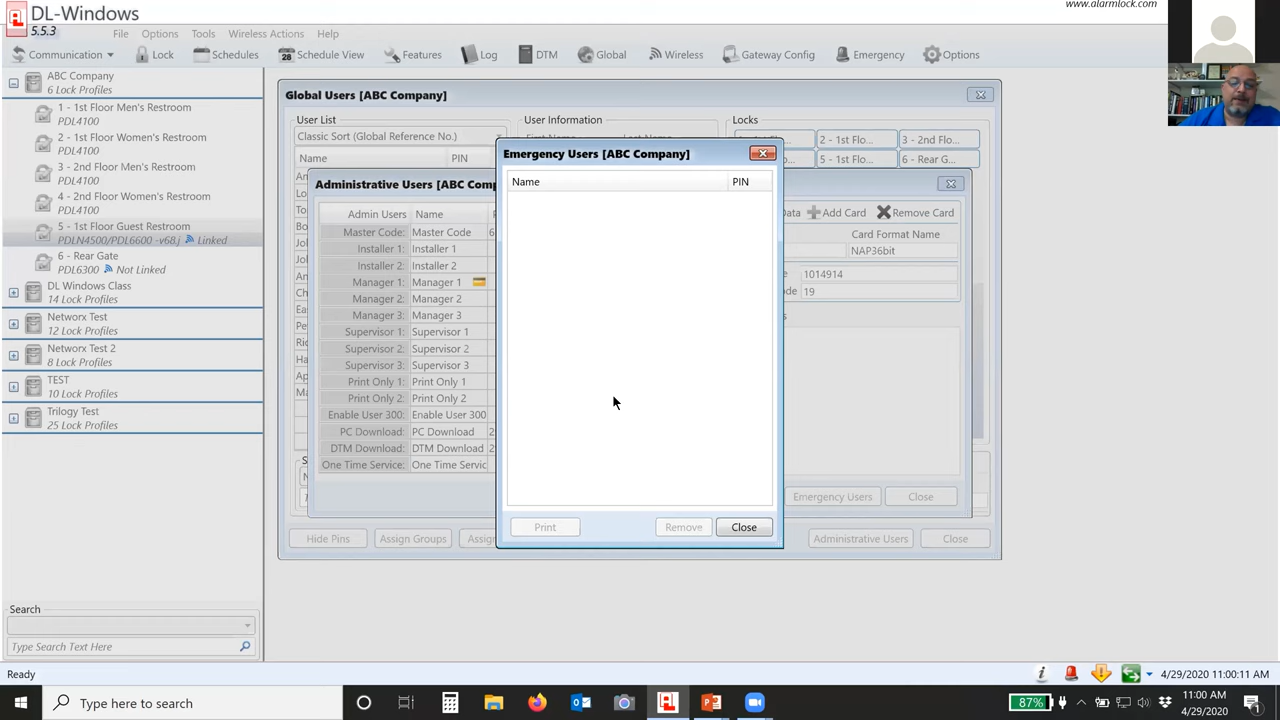 DL-Windows
5.5.3
www.alarmlock.com
File Options Tools Wireless Actions Help
Communication Lock Schedules 28 Schedule View Features Log DTM Global Wireless Gateway Config Emergency Options
ABC Company
6 Lock Profiles
1 - 1st Floor Men's Restroom
PDL4100
2 - 1st Floor Women's Restroom
PDL4100
3 - 2nd Floor Men's Restroom
PDL4100
4 - 2nd Floor Women's Restroom
PDL4100
5 - 1st Floor Guest Restroom
PDLN4500/PDL6600 -v68.j Linked
6 - Rear Gate
PDL6300 Not Linked
DL Windows Class
14 Lock Profiles
Networx Test
12 Lock Profiles
Networx Test 2
8 Lock Profiles
TEST
10 Lock Profiles
Trilogy Test
25 Lock Profiles
Search
Type Search Text Here
Global Users [ABC Company]
User List
Classic Sort (Global Reference No.)
Name PIN
User Information
Locks
3 - 2nd Flo...
2 - 1st Flo...
5 - 1st Flo...
6 - Rear G...
Hide Pins Assign Groups Administrative Users Close
Administrative Users [ABC Comp
Admin Users Name
Master Code: Master Code 6
Installer 1: Installer 1
Installer 2: Installer 2
Manager 1: Manager 1
Manager 2: Manager 2
Manager 3: Manager 3
Supervisor 1: Supervisor 1
Supervisor 2: Supervisor 2
Supervisor 3: Supervisor 3
Print Only 1: Print Only 1
Print Only 2: Print Only 2
Enable User 300: Enable User 300
PC Download: PC Download 2
DTM Download: DTM Download 2
One Time Service: One Time Servic
Add Card Remove Card
Card Format Name
NAP36bit
1014914
19
Emergency Users Close
Emergency Users [ABC Company]
Name PIN
Print Remove Close
Ready
4/29/2020 11:00:11 AM
Type here to search
87%
11:00 AM
4/29/2020